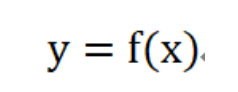 y = f(x)